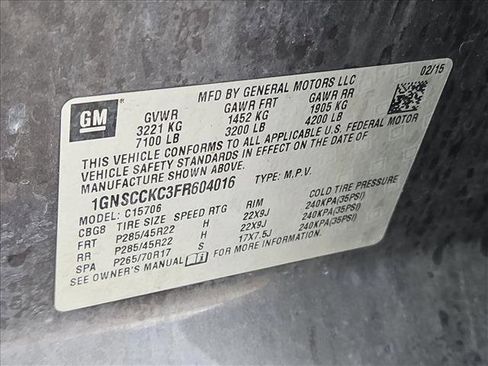 GM
MFD BY GENERAL MOTORS LLC 02/15
GVWR GAWR FRT GAWR RR
3221 KG 1452 KG 1905 KG
7100 LB 3200 LB 4200 LB
THIS VEHICLE CONFORMS TO ALL APPLICABLE U.S. FEDERAL MOTOR
VEHICLE SAFETY STANDARDS IN EFFECT ON THE DATE OF
MANUFACTURE SHOWN ABOVE.
1GNSCCKC3FR604016 TYPE: M.P.V.
MODEL: C15706
CBG8 TIRE SIZE SPEED RTG RIM COLD TIRE PRESSURE
FRT P285/45R22 H 22X9J 240KPA(35PSI)
RR P285/45R22 H 22X9J 240KPA(35PSI)
SPA P265/70R17 S 17X7.5J 240KPA(35PSI)
SEE OWNER'S MANUAL FOR MORE INFORMATION.